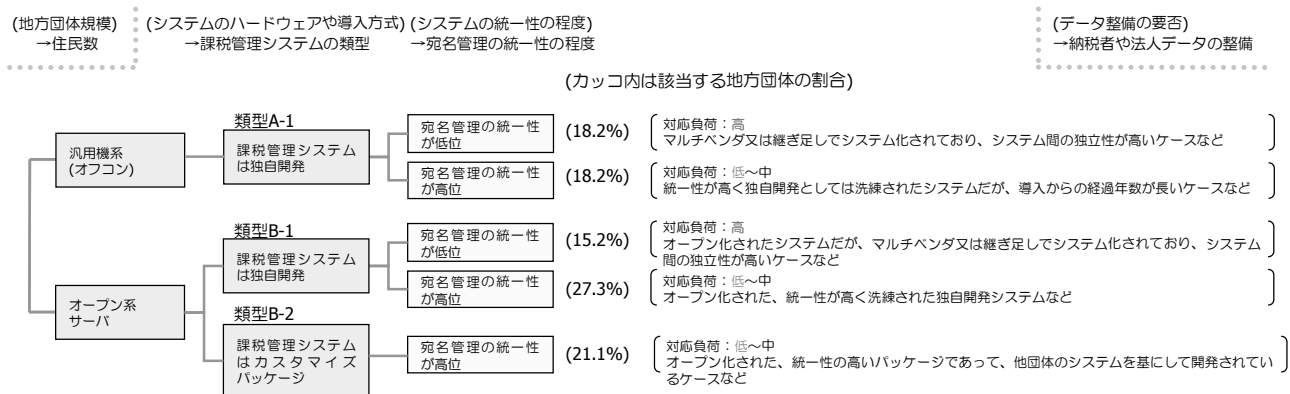 (地方団体規模)
→住民数
(システムのハードウェアや導入方式)
→課税管理システムの類型
(システムの統一性の程度)
→宛名管理の統一性の程度
(データ整備の要否)
→納税者や法人データの整備
(カッコ内は該当する地方団体の割合)
汎用機系
(オフコン)
類型A-1
課税管理システム
は独自開発
宛名管理の統一性
が低位
(18.2%)
対応負荷：高
マルチベンダ又は継ぎ足しでシステム化されており、システム間の独立性が高いケースなど
宛名管理の統一性
が高位
(18.2%)
対応負荷：低～中
統一性が高く独自開発としては洗練されたシステムだが、導入からの経過年数が長いケースなど
オープン系
サーバ
類型B-1
課税管理システム
は独自開発
宛名管理の統一性
が低位
(15.2%)
対応負荷：高
オープン化されたシステムだが、マルチベンダ又は継ぎ足しでシステム化されており、システム
間の独立性が高いケースなど
宛名管理の統一性
が高位
(27.3%)
対応負荷：低～中
オープン化された、統一性が高く洗練された独自開発システムなど
類型B-2
課税管理システム
はカスタマイズ
パッケージ
宛名管理の統一性
が高位
(21.1%)
対応負荷：低～中
オープン化された、統一性の高いパッケージであって、他団体のシステムを基にして開発されてい
るケースなど